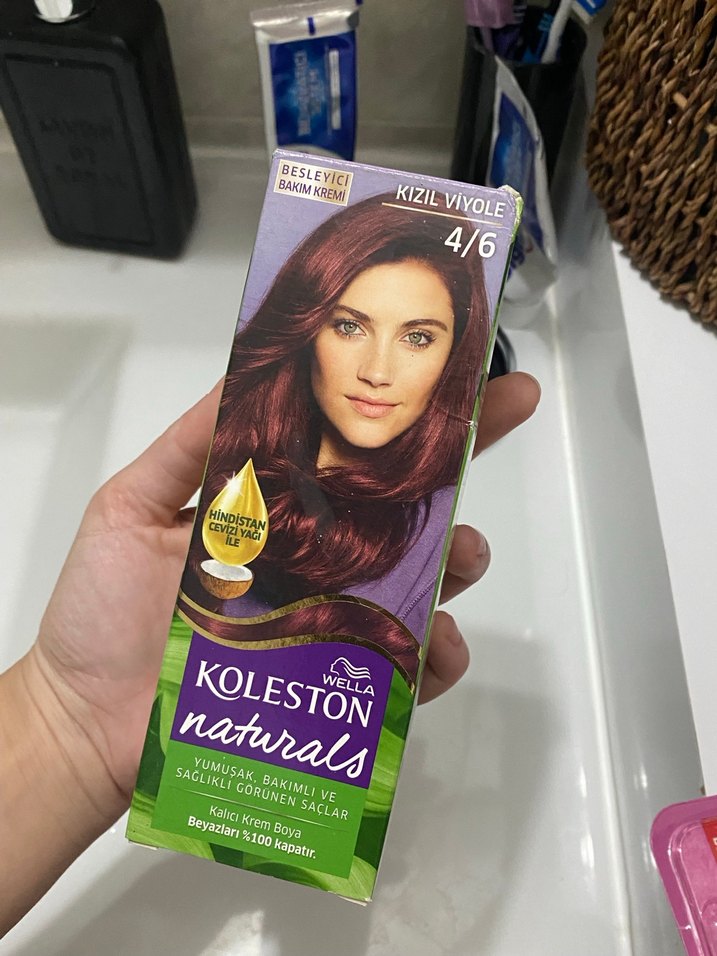 BESLEYİCİ
BAKIM KREMİ
KIZIL VİYOLE
4/6
HİNDİSTAN
CEVİZİ YAĞI
İLE
WELLA
KOLESTON
naturals
YUMUŞAK, BAKIMLI VE
SAĞLIKLI GÖRÜNEN SAÇLAR
Kalıcı Krem Boya
Beyazları %100 kapatır.